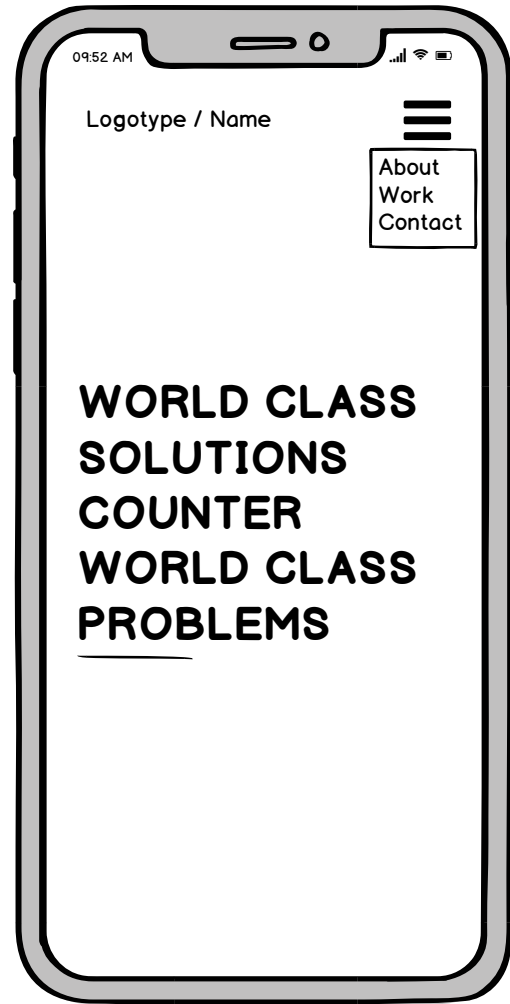 09:52 AM
Logotype / Name
About
Work
Contact
WORLD CLASS
SOLUTIONS
COUNTER
WORLD CLASS
PROBLEMS